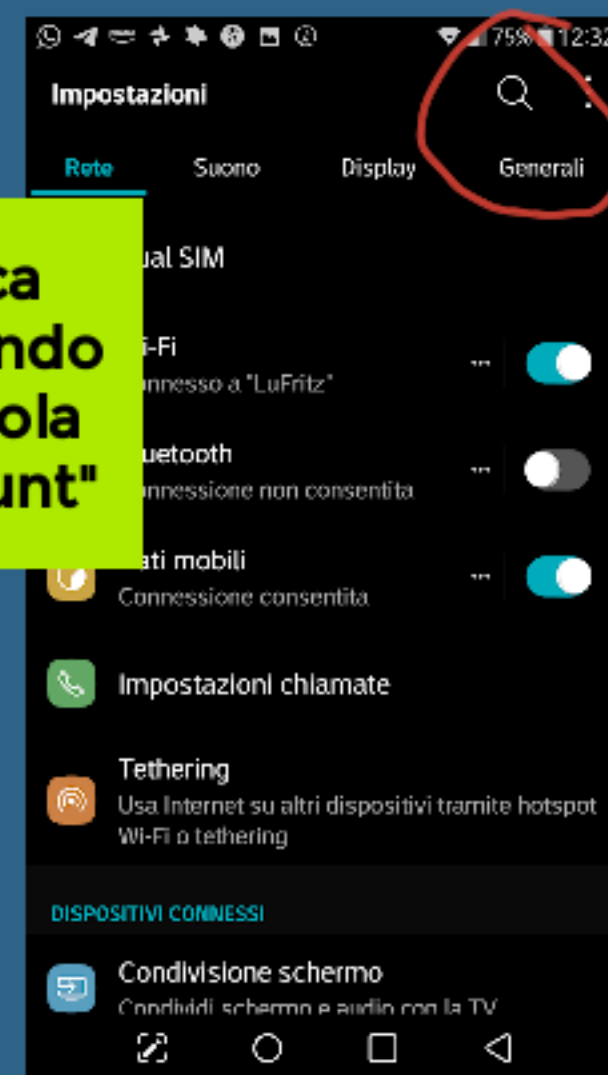 75% 12:32
Impostazioni
Rete Suono Display Generali
ca
ndo
ola
unt"
ual SIM
i-Fi
nnesso a "LuFritz"
uetooth
nnessione non consentita
ati mobili
Connessione consentita
Impostazioni chiamate
Tethering
Usa Internet su altri dispositivi tramite hotspot
Wi-Fi o tethering
DISPOSITIVI CONNESSI
Condivisione schermo
Condividi schermo e audio con la TV